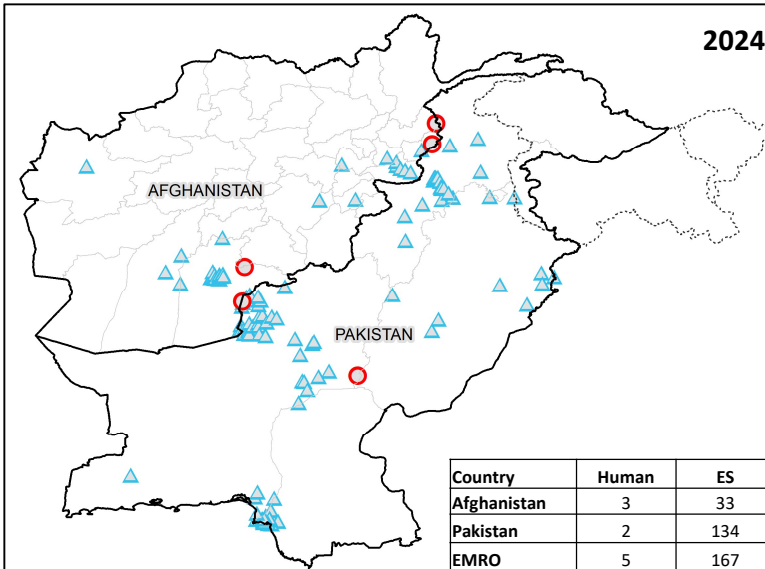 2024
AFGHANISTAN
PAKISTAN
Country Human ES
Afghanistan 3 33
Pakistan 2 134
EMRO 5 167